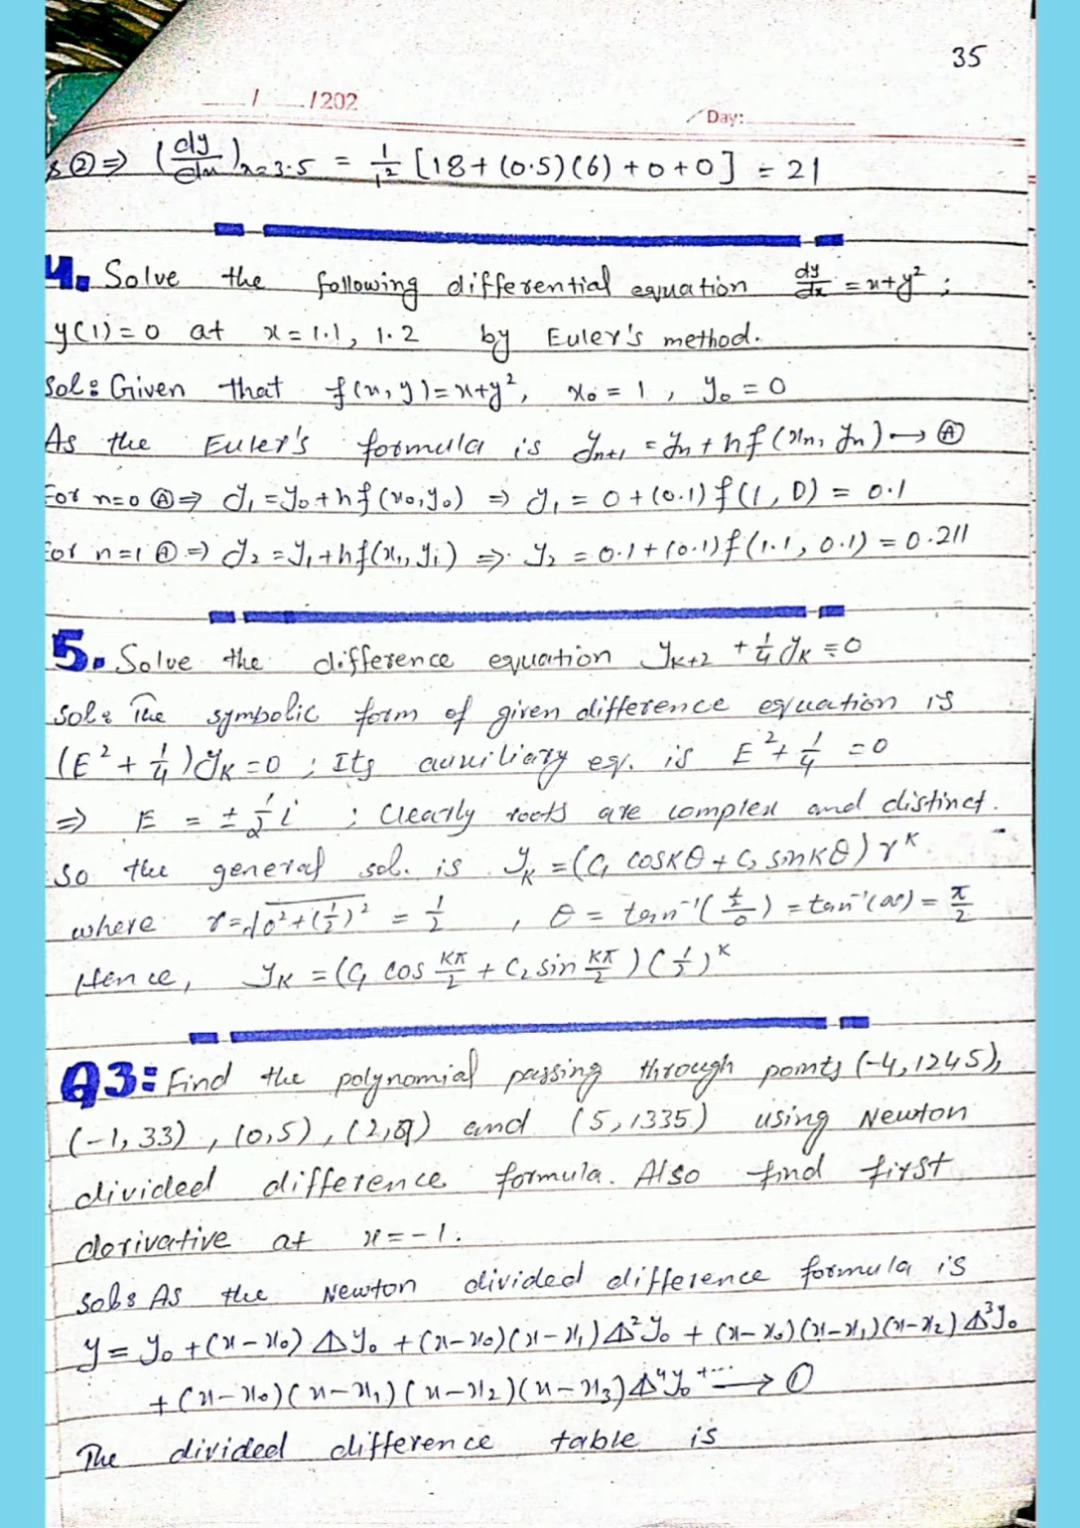 35
/ /202
Day:
② ⇒ (dy/dx)x=3.5 = 1/1² [18 + (0.5)(6) + 0 + 0] = 21
4. Solve the following differential equation dy/dx = x+y² ;
y(1)=0 at x=1.1, 1.2 by Euler's method.
Sol: Given that f(x,y)=x+y², x₀ = 1, y₀ = 0
As the Euler's formula is yₙ₊₁ = yₙ + hf(xₙ, yₙ) → Ⓐ
For n=0 Ⓐ ⇒ y₁ = y₀ + hf(x₀,y₀) ⇒ y₁ = 0 + (0.1) f(1, 0) = 0.1
For n=1 Ⓐ ⇒ y₂ = y₁ + hf(x₁, y₁) ⇒ y₂ = 0.1 + (0.1) f(1.1, 0.1) = 0.211
5. Solve the difference equation yₖ₊₂ + 1/4 yₖ = 0
Sol: The symbolic form of given difference equation is
(E² + 1/4) yₖ = 0 ; Its auxiliary eq. is E² + 1/4 = 0
⇒ E = ± 1/2 i ; Clearly roots are complex and distinct.
So the general sol. is yₖ = (C₁ cos Kθ + C₂ sin Kθ) r^K
where r = √(0² + (1/2)²) = 1/2 , θ = tan⁻¹((1/2)/0) = tan⁻¹(∞) = π/2
Hence, yₖ = (C₁ cos Kπ/2 + C₂ sin Kπ/2) (1/2)^K
Q3: Find the polynomial passing through points (-4,1245),
(-1,33), (0,5), (2,9) and (5,1335) using Newton
divided difference formula. Also find first
dorivative at x=-1.
Sol: As the Newton divided difference formula is
y = y₀ + (x-x₀) Δy₀ + (x-x₀)(x-x₁) Δ²y₀ + (x-x₀)(x-x₁)(x-x₂) Δ³y₀
+ (x-x₀)(x-x₁)(x-x₂)(x-x₃) Δ⁴y₀ + ... → ①
The divided difference table is